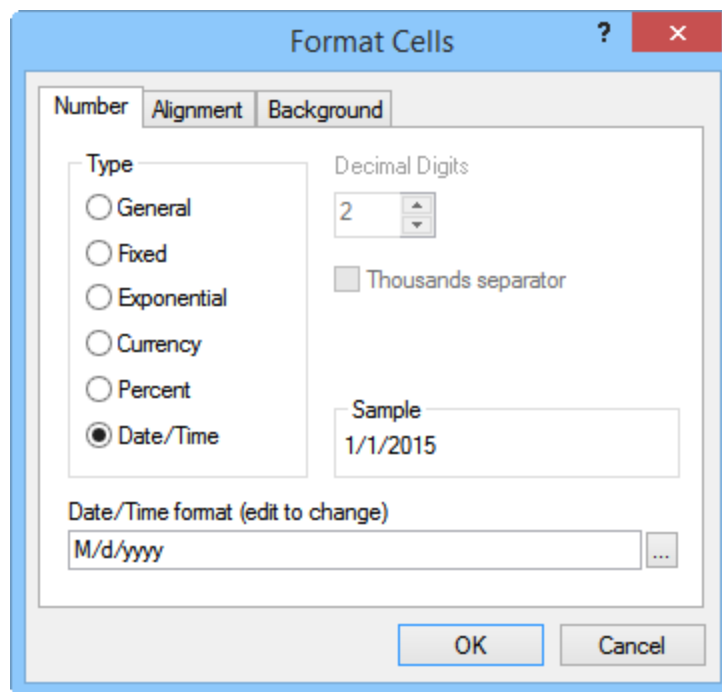 Format Cells
?
Number Alignment Background
Type
General
Fixed
Exponential
Currency
Percent
Date/Time
Decimal Digits
2
Thousands separator
Sample
1/1/2015
Date/Time format (edit to change)
M/d/yyyy
...
OK Cancel